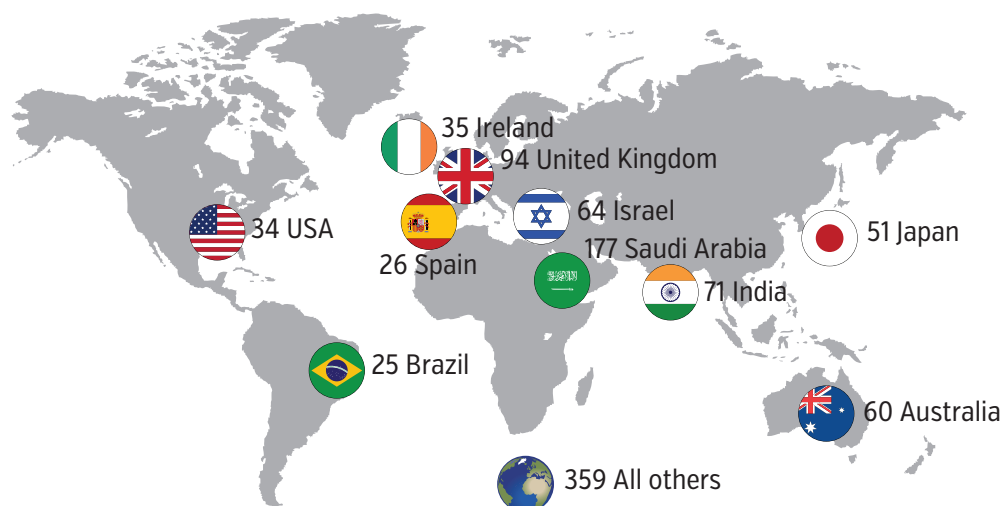 35 Ireland
94 United Kingdom
64 Israel
34 USA
51 Japan
177 Saudi Arabia
26 Spain
71 India
25 Brazil
60 Australia
359 All others